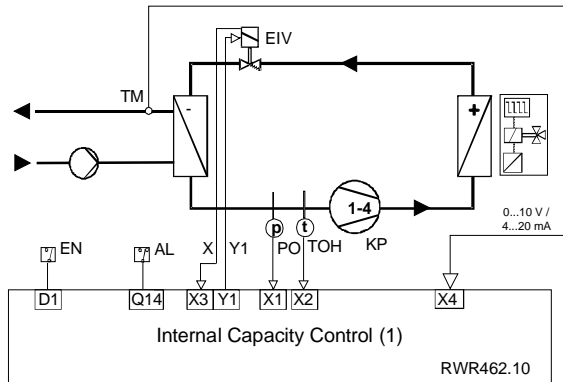 EIV
TM
-
+
1-4
0...10 V /
4...20 mA
p
t
EN
AL
X
Y1
PO
TOH
KP
D1
Q14
X3
Y1
X1
X2
X4
Internal Capacity Control (1)
RWR462.10